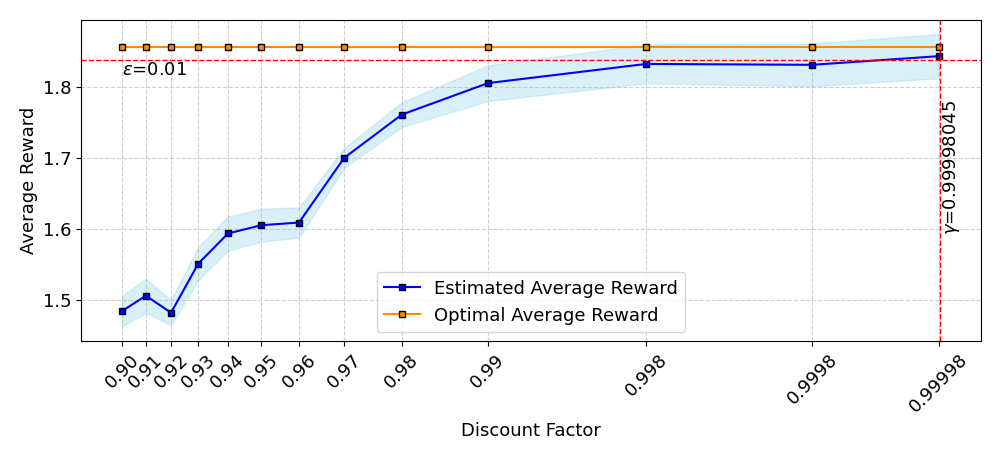 ε=0.01
1.8
1.7
1.6
1.5
Average Reward
γ=0.99998045
Estimated Average Reward
Optimal Average Reward
0.90
0.91
0.92
0.93
0.94
0.95
0.96
0.97
0.98
0.99
0.998
0.9998
0.99998
Discount Factor